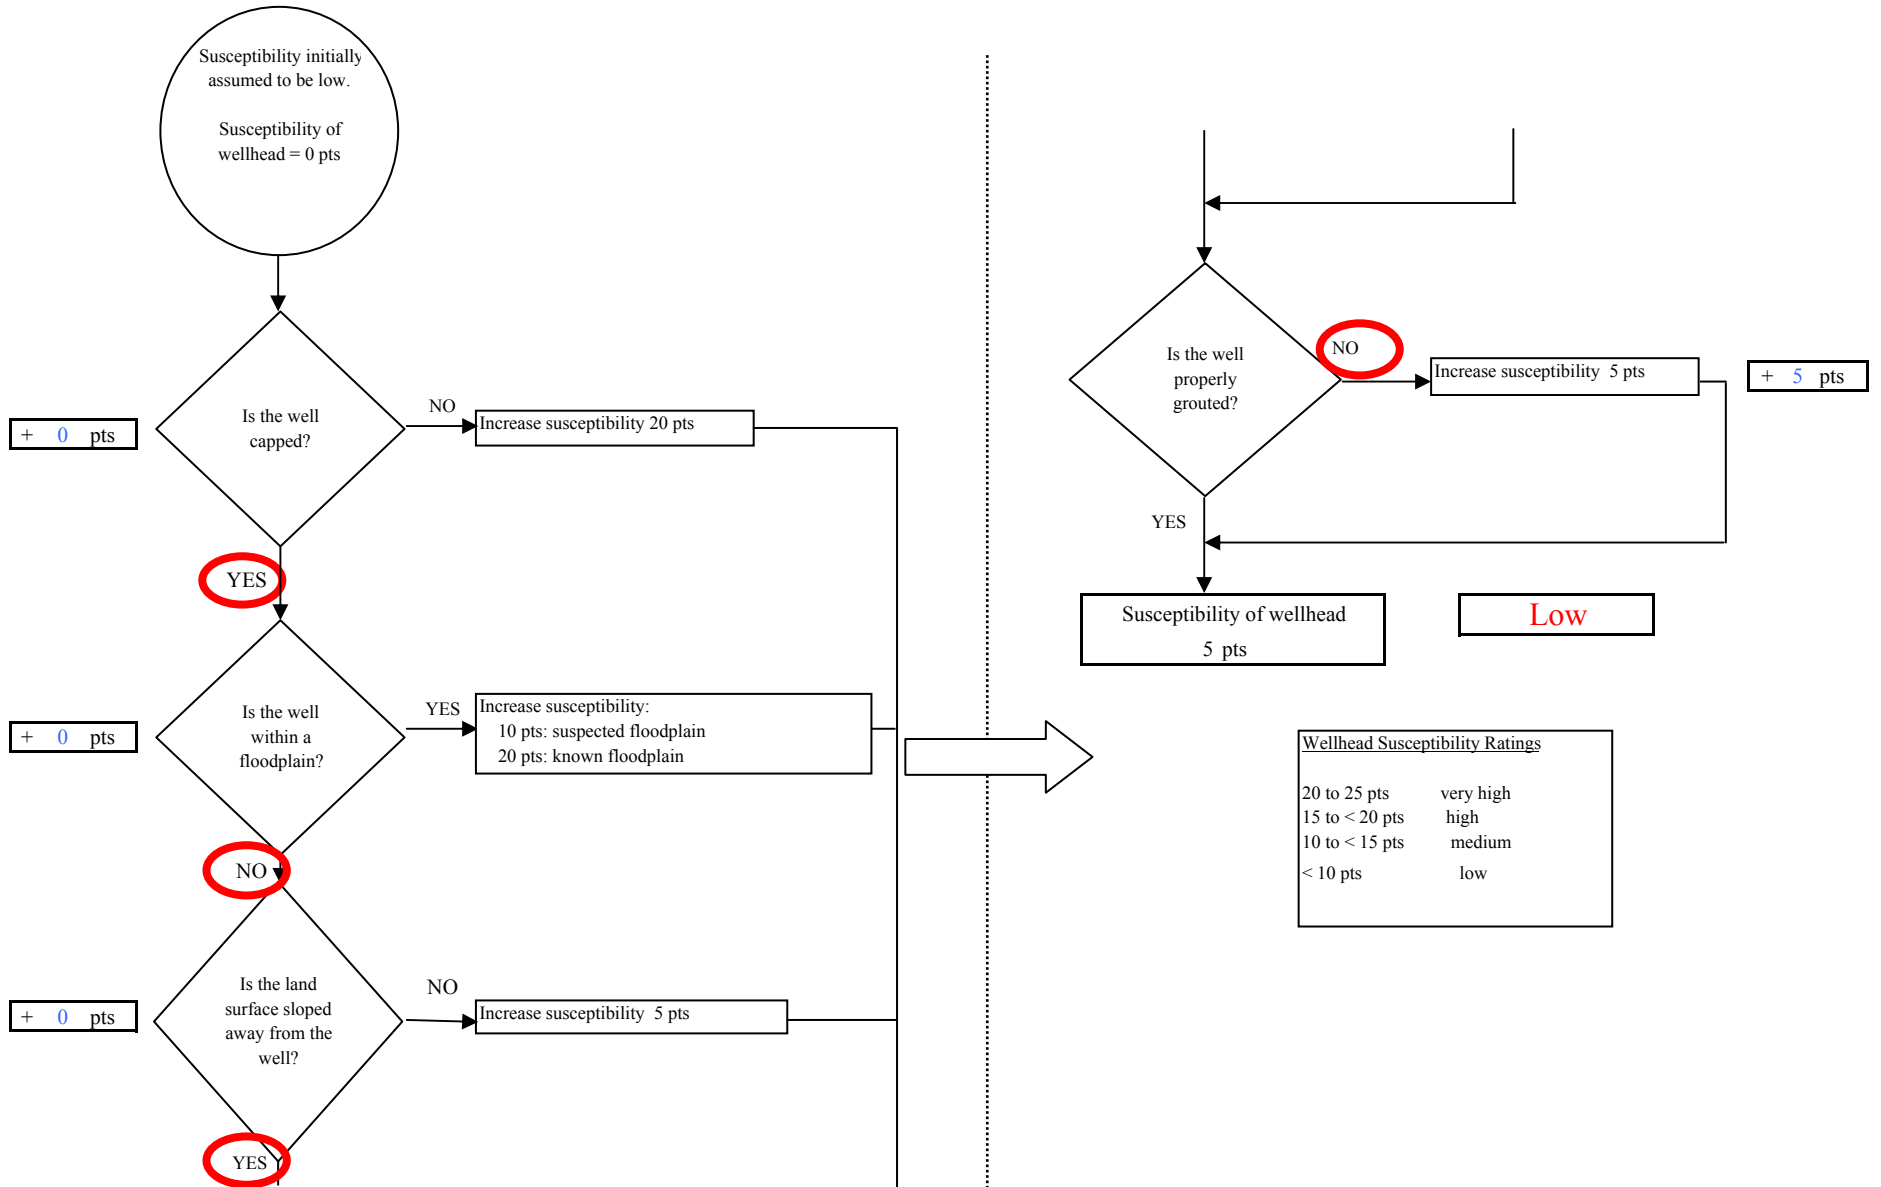 Susceptibility initially
assumed to be low.
Susceptibility of
wellhead = 0 pts
Is the well
capped?
NO
Increase susceptibility 20 pts
+ 0 pts
YES
Is the well
within a
floodplain?
YES
Increase susceptibility:
10 pts: suspected floodplain
20 pts: known floodplain
+ 0 pts
NO
Is the land
surface sloped
away from the
well?
NO
Increase susceptibility 5 pts
+ 0 pts
YES
Is the well
properly
grouted?
NO
Increase susceptibility 5 pts
+ 5 pts
YES
Susceptibility of wellhead
5 pts
Low
Wellhead Susceptibility Ratings
20 to 25 pts very high
15 to < 20 pts high
10 to < 15 pts medium
< 10 pts low